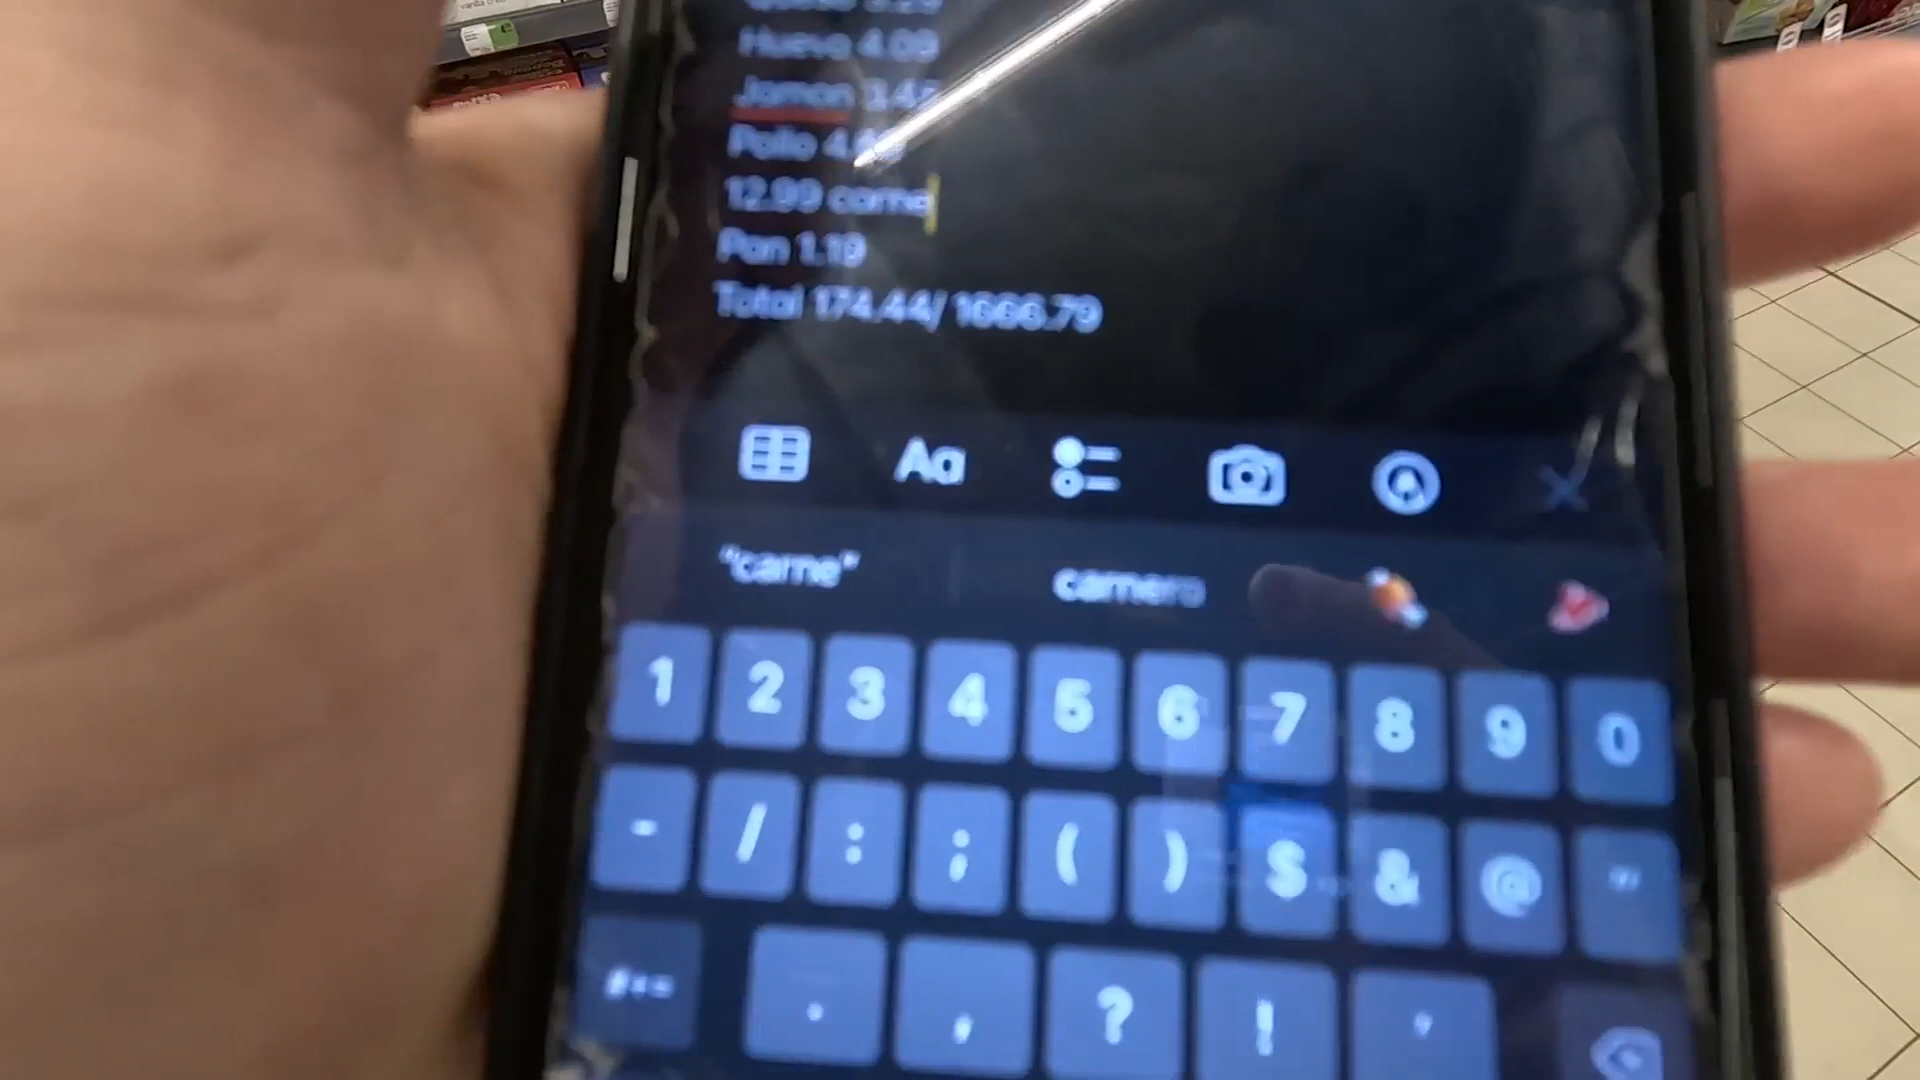 Huevo 4.09
Jamon
Pollo
12.99 carne
Pan 1.19
Total 174.44/ 1666.79
Aa
"carne" carnero
1 2 3 4 5 6 7 8 9 0
- / : ; ( ) $ & @ "
#+=  . , ? ! '